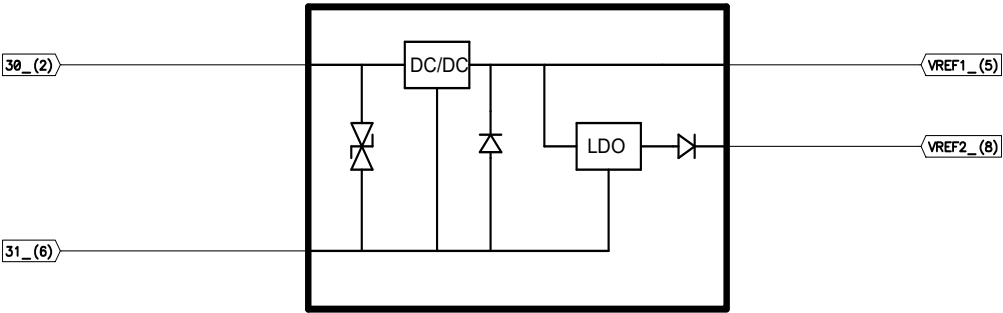 30_(2)
DC/DC
VREF1_(5)
LDO
VREF2_(8)
31_(6)